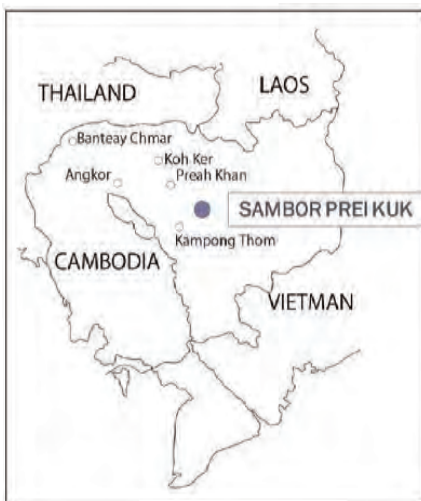 LAOS
THAILAND
Banteay Chmar
Koh Ker
Angkor
Preah Khan
SAMBOR PREI KUK
Kampong Thom
CAMBODIA
VIETMAN